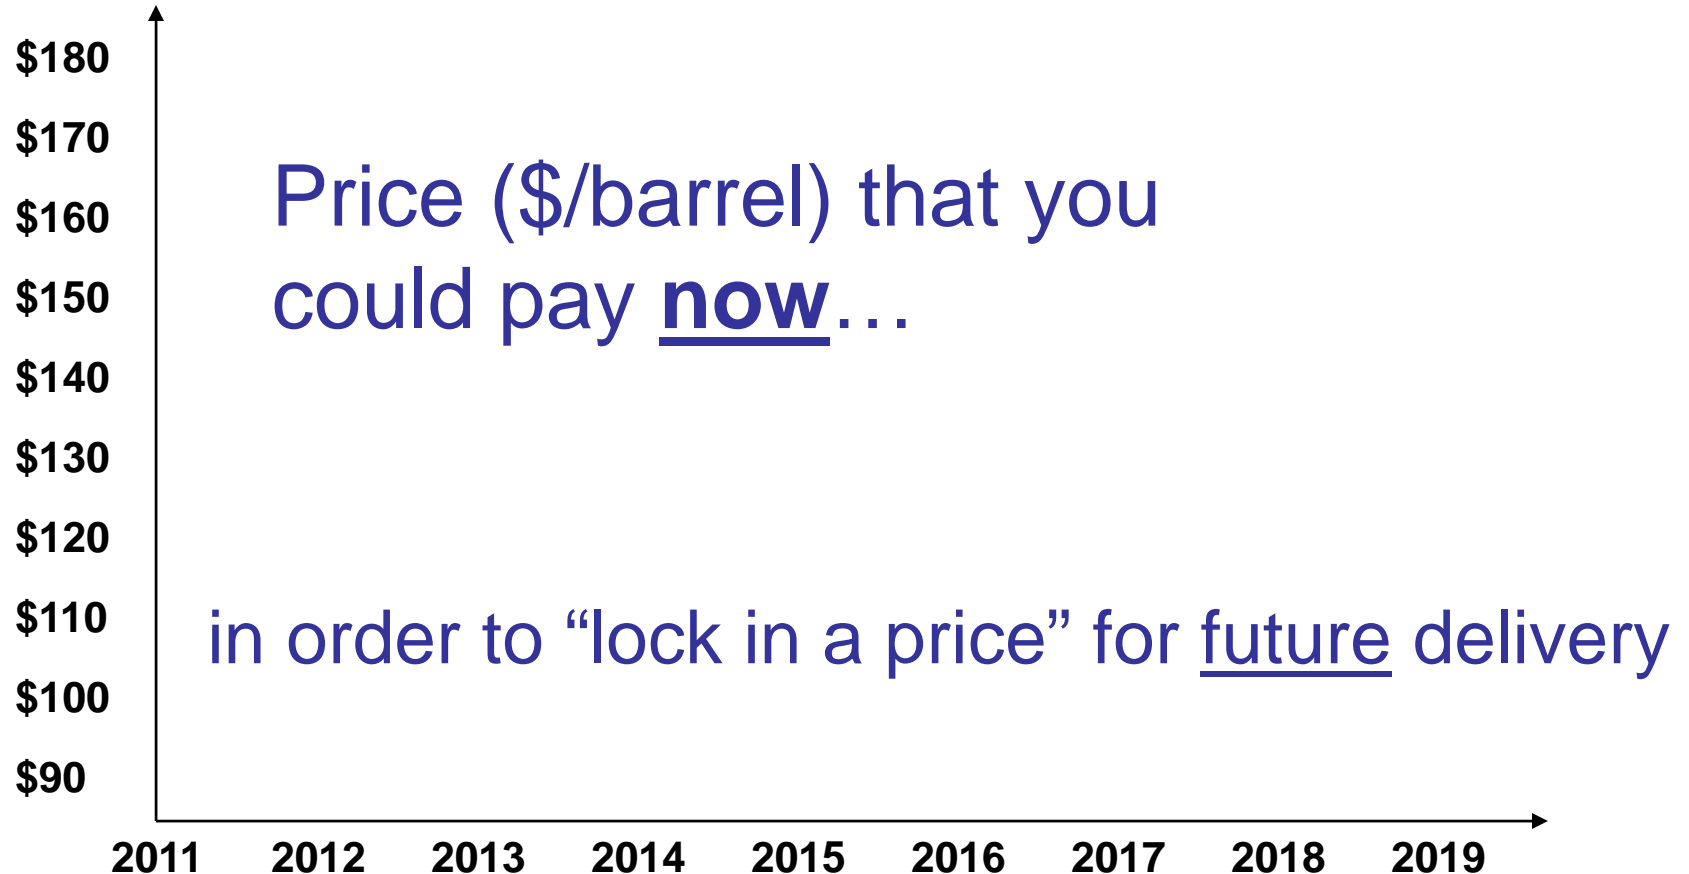 $180
$170
Price ($/barrel) that you
$160
$150
could pay now…
$140
$130
$120
$110
in order to “lock in a price” for future delivery
$100
$90
2011 2012 2013 2014 2015 2016 2017 2018 2019